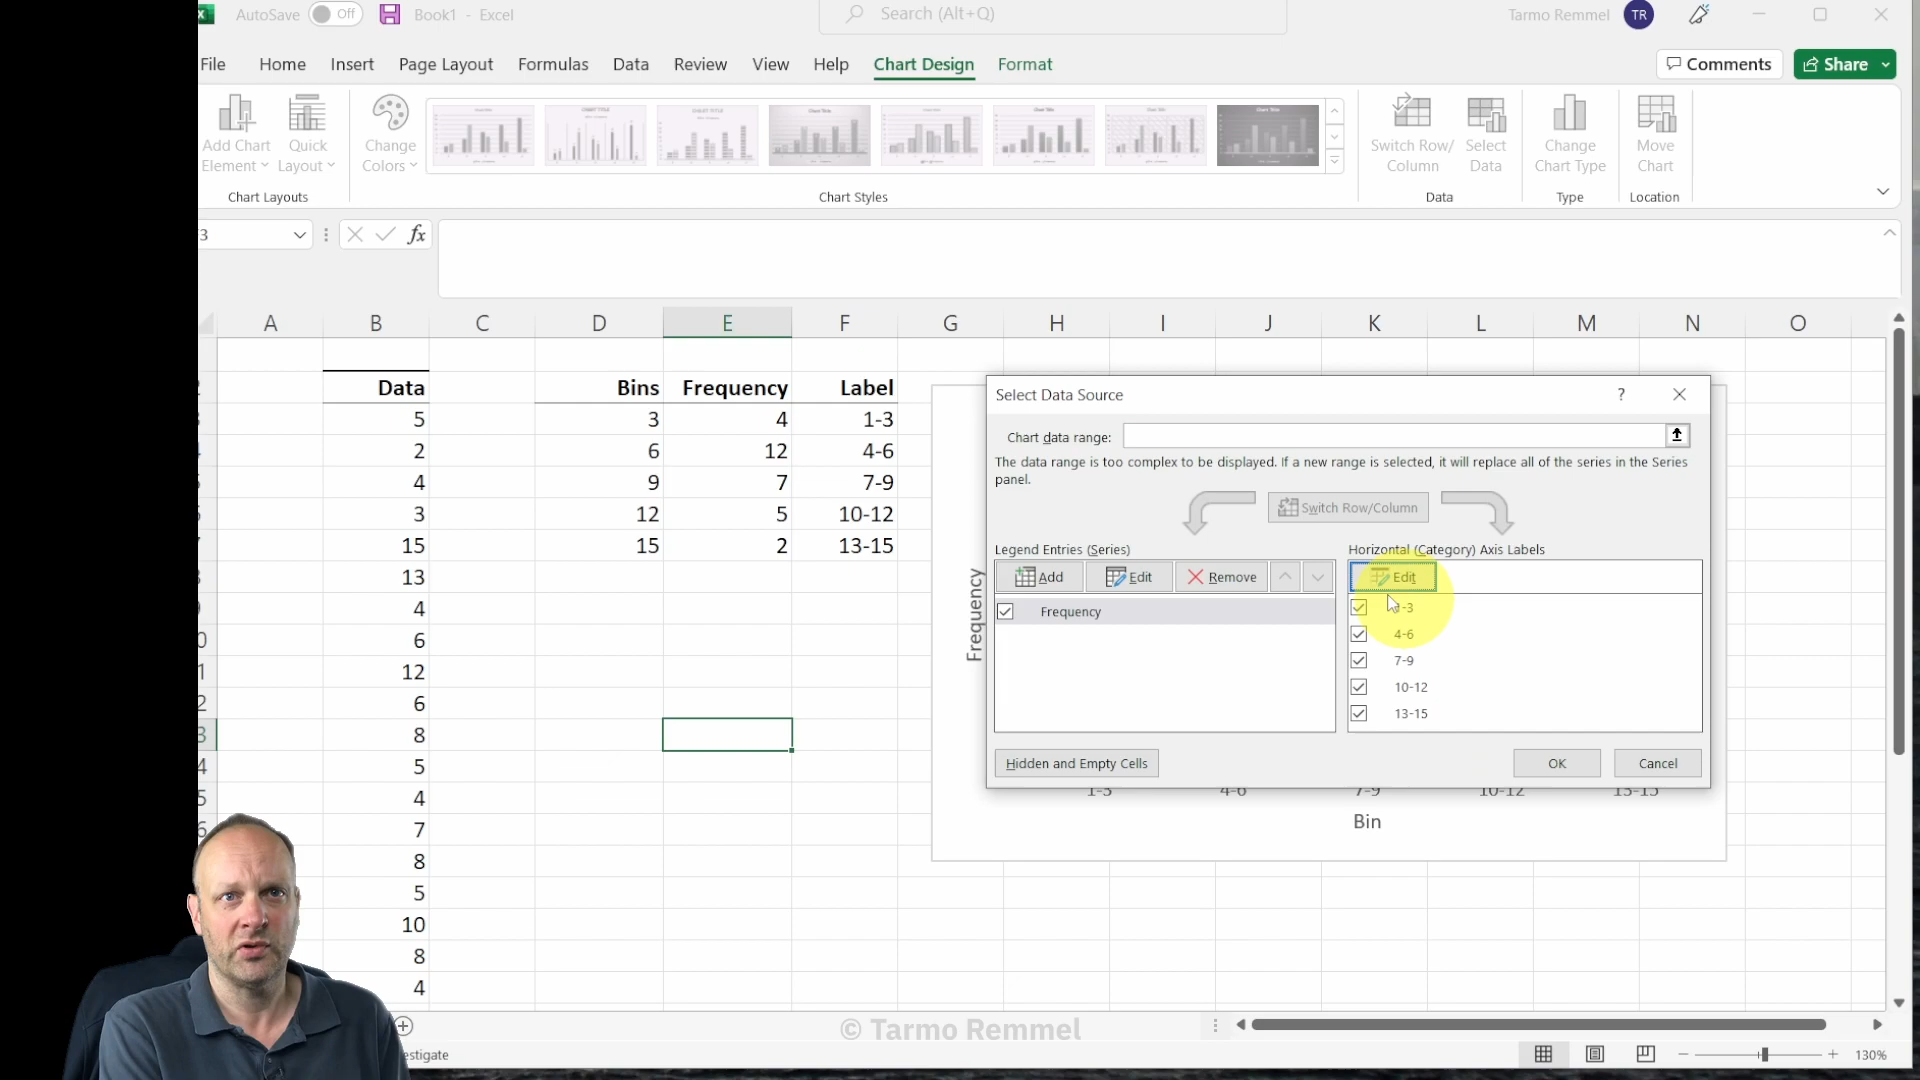 AutoSave Off Book1 - Excel Search (Alt+Q) Tarmo Remmel TR
File Home Insert Page Layout Formulas Data Review View Help Chart Design Format Comments Share
Add Chart Element
Quick Layout
Change Colors
Switch Row/ Column
Select Data
Change Chart Type
Move Chart
Chart Layouts Chart Styles Data Type Location
3 fx
A B C D E F G H I J K L M N O
Data Bins Frequency Label
5 3 4 1-3
2 6 12 4-6
4 9 7 7-9
3 12 5 10-12
15 15 2 13-15
13
4
6
12
6
8
5
4
7
8
5
10
8
4
Select Data Source ?
Chart data range:
The data range is too complex to be displayed. If a new range is selected, it will replace all of the series in the Series
panel.
Switch Row/Column
Legend Entries (Series) Horizontal (Category) Axis Labels
Add Edit Remove Edit
Frequency
-3
4-6
7-9
10-12
13-15
Hidden and Empty Cells OK Cancel
Frequency
1-3 4-6 7-9 10-12 13-15
Bin
© Tarmo Remmel
estigate 130%